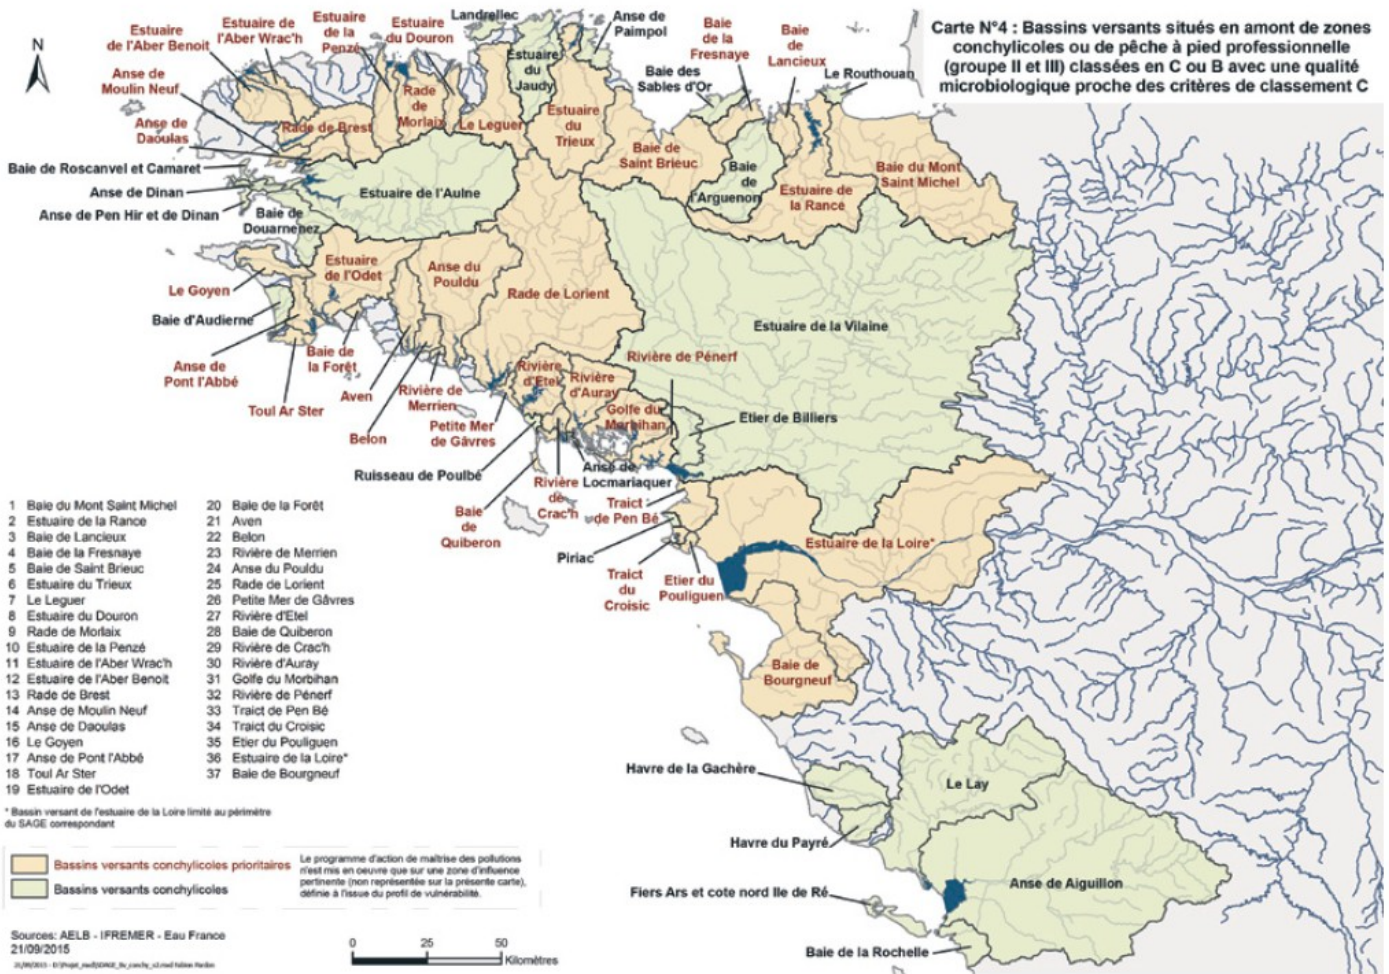 Carte N°4 : Bassins versants situés en amont de zones
conchylicoles ou de pêche à pied professionnelle
(groupe II et III) classées en C ou B avec une qualité
microbiologique proche des critères de classement C
N
Estuaire
de l'Aber Benoit
Estuaire de
l'Aber Wrac'h
Estuaire
de la
Penzé
Estuaire
du Douron
Landrellec
Estuaire
du
Jaudy
Anse de
Paimpol
Baie
de la
Fresnaye
Baie
de
Lancieux
Le Routhouan
Baie des
Sables d'Or
Anse de
Moulin Neuf
Anse de
Daoulas
Rade de Brest
Rade
de
Morlaix
Le Leguer
Estuaire
du
Trieux
Baie de
Saint Brieuc
Baie
de
l'Arguenon
Estuaire de
la Rance
Baie du Mont
Saint Michel
Baie de Roscanvel et Camaret
Anse de Dinan
Anse de Pen Hir et de Dinan
Estuaire de l'Aulne
Baie de
Douarnenez
Le Goyen
Estuaire
de l'Odet
Anse du
Pouldu
Rade de Lorient
Estuaire de la Vilaine
Baie d'Audierne
Anse de
Pont l'Abbé
Toul Ar Ster
Baie de
la Forêt
Aven
Belon
Rivière de
Merrien
Petite Mer
de Gâvres
Rivière
d'Etel
Rivière
d'Auray
Rivière de Pénerf
Golfe du
Morbihan
Etier de Billiers
Ruisseau de Poulbé
Anse de
Locmariaquer
Baie
de
Quiberon
Rivière
de
Crac'h
Traict
de Pen Bé
Piriac
Traict
du
Croisic
Etier du
Pouliguen
Estuaire de la Loire*
Baie de
Bourgneuf
Havre de la Gachère
Le Lay
Havre du Payré
Anse de Aiguillon
Fiers Ars et cote nord Ile de Ré
Baie de la Rochelle
1 Baie du Mont Saint Michel
2 Estuaire de la Rance
3 Baie de Lancieux
4 Baie de la Fresnaye
5 Baie de Saint Brieuc
6 Estuaire du Trieux
7 Le Leguer
8 Estuaire du Douron
9 Rade de Morlaix
10 Estuaire de la Penzé
11 Estuaire de l'Aber Wrac'h
12 Estuaire de l'Aber Benoit
13 Rade de Brest
14 Anse de Moulin Neuf
15 Anse de Daoulas
16 Le Goyen
17 Anse de Pont l'Abbé
18 Toul Ar Ster
19 Estuaire de l'Odet
20 Baie de la Forêt
21 Aven
22 Belon
23 Rivière de Merrien
24 Anse du Pouldu
25 Rade de Lorient
26 Petite Mer de Gâvres
27 Rivière d'Etel
28 Baie de Quiberon
29 Rivière de Crac'h
30 Rivière d'Auray
31 Golfe du Morbihan
32 Rivière de Pénerf
33 Traict de Pen Bé
34 Traict du Croisic
35 Etier du Pouliguen
36 Estuaire de la Loire*
37 Baie de Bourgneuf
* Bassin versant de l'estuaire de la Loire limité au périmètre
du SAGE correspondant
Bassins versants conchylicoles prioritaires
Bassins versants conchylicoles
Le programme d'action de maîtrise des pollutions
n'est mis en oeuvre que sur une zone d'influence
pertinente (non représentée sur la présente carte),
définie à l'issue du profil de vulnérabilité.
Sources: AELB - IFREMER - Eau France
21/09/2015
0 25 50
Kilomètres